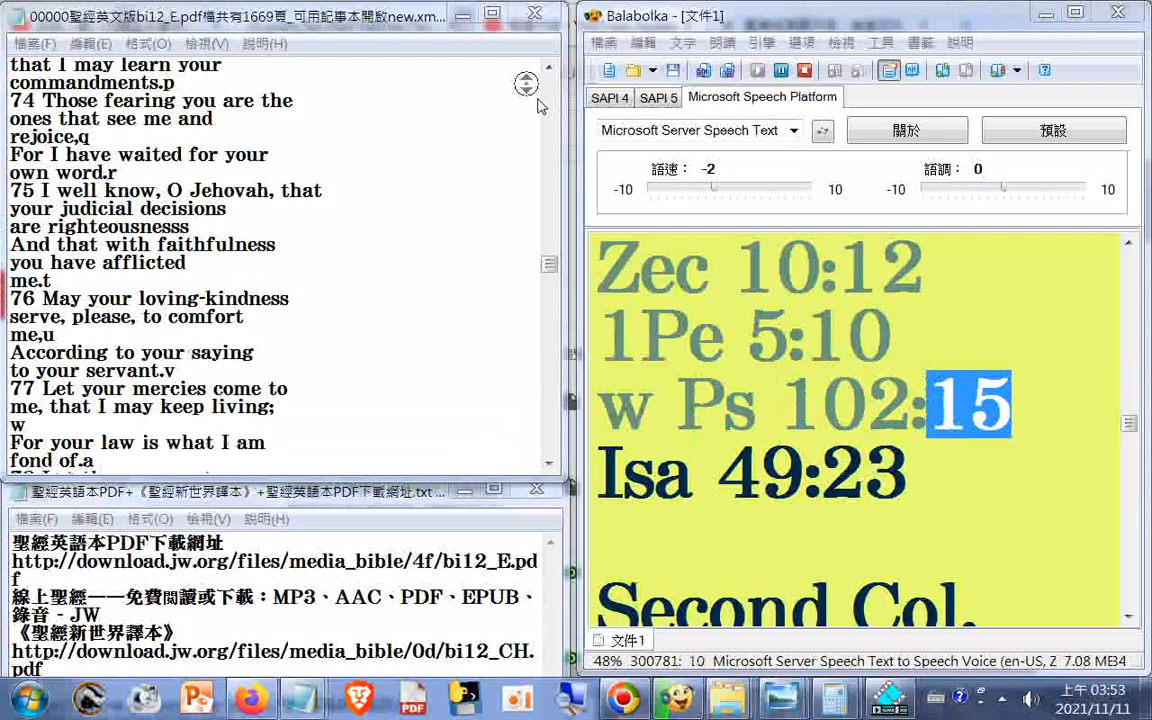 00000聖經英文版bi12_E.pdf檔共有1669頁_可用記事本開啟new.xm...
檔案(F) 編輯(E) 格式(O) 檢視(V) 說明(H)
that I may learn your
commandments.p
74 Those fearing you are the
ones that see me and
rejoice,q
For I have waited for your
own word.r
75 I well know, O Jehovah, that
your judicial decisions
are righteousnesss
And that with faithfulness
you have afflicted
me.t
76 May your loving-kindness
serve, please, to comfort
me,u
According to your saying
to your servant.v
77 Let your mercies come to
me, that I may keep living;
w
For your law is what I am
fond of.a
聖經英語本PDF+《聖經新世界譯本》+聖經英語本PDF下載網址.txt ...
檔案(F) 編輯(E) 格式(O) 檢視(V) 說明(H)
聖經英語本PDF下載網址
http://download.jw.org/files/media_bible/4f/bi12_E.pd
f
線上聖經——免費閱讀或下載：MP3、AAC、PDF、EPUB、
錄音 - JW
《聖經新世界譯本》
http://download.jw.org/files/media_bible/0d/bi12_CH.
pdf
Balabolka - [文件1]
檔案 編輯 文字 朗讀 引擎 選項 檢視 工具 書籤 說明
SAPI 4 SAPI 5 Microsoft Speech Platform
Microsoft Server Speech Text 關於 預設
語速： -2 語調： 0
-10 10 -10 10
Zec 10:12
1Pe 5:10
w Ps 102:15
Isa 49:23
Second Col.
文件1
48% 300781: 10 Microsoft Server Speech Text to Speech Voice (en-US, Z 7.08 MB34
PDF
上午 03:53
2021/11/11